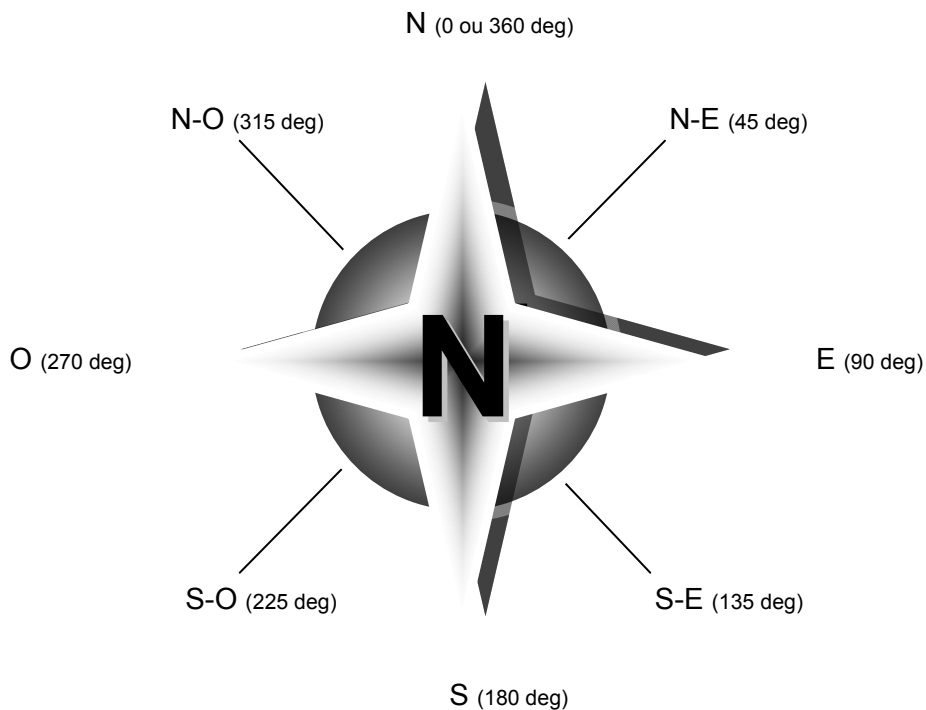 N (0 ou 360 deg)
N-O (315 deg)
N-E (45 deg)
O (270 deg)
N
E (90 deg)
S-O (225 deg)
S-E (135 deg)
S (180 deg)